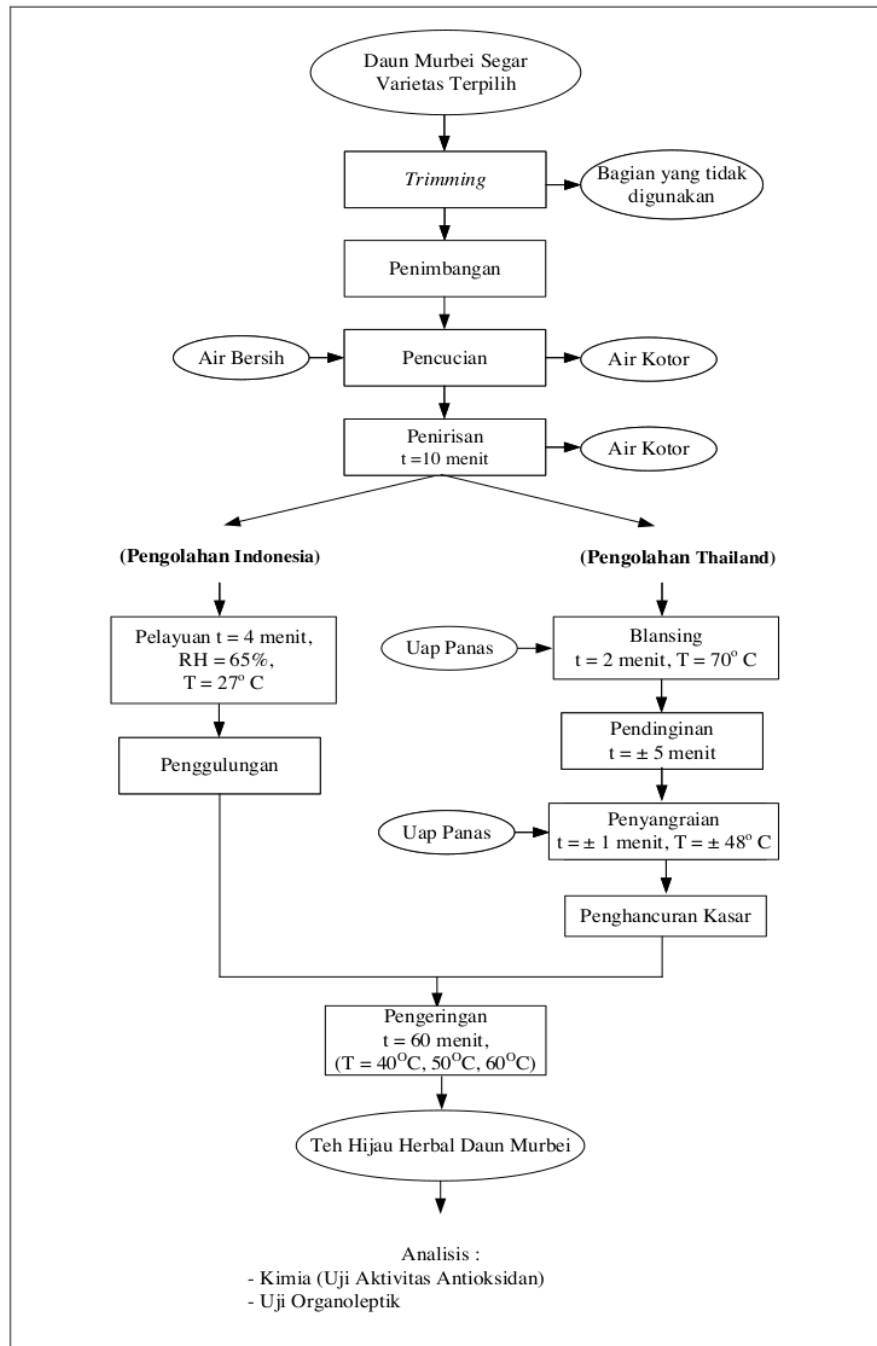 Daun Murbei Segar
Varietas Terpilih
Trimming
Bagian yang tidak
digunakan
Penimbangan
Air Bersih
Pencucian
Air Kotor
Penirisan
t =10 menit
Air Kotor
(Pengolahan Indonesia)
(Pengolahan Thailand)
Pelayuan t = 4 menit,
RH = 65%,
T = 27° C
Penggulungan
Uap Panas
Blansing
t = 2 menit, T = 70° C
Pendinginan
t = ± 5 menit
Uap Panas
Penyangraian
t = ± 1 menit, T = ± 48° C
Penghancuran Kasar
Pengeringan
t = 60 menit,
(T = 40°C, 50°C, 60°C)
Teh Hijau Herbal Daun Murbei
Analisis :
- Kimia (Uji Aktivitas Antioksidan)
- Uji Organoleptik